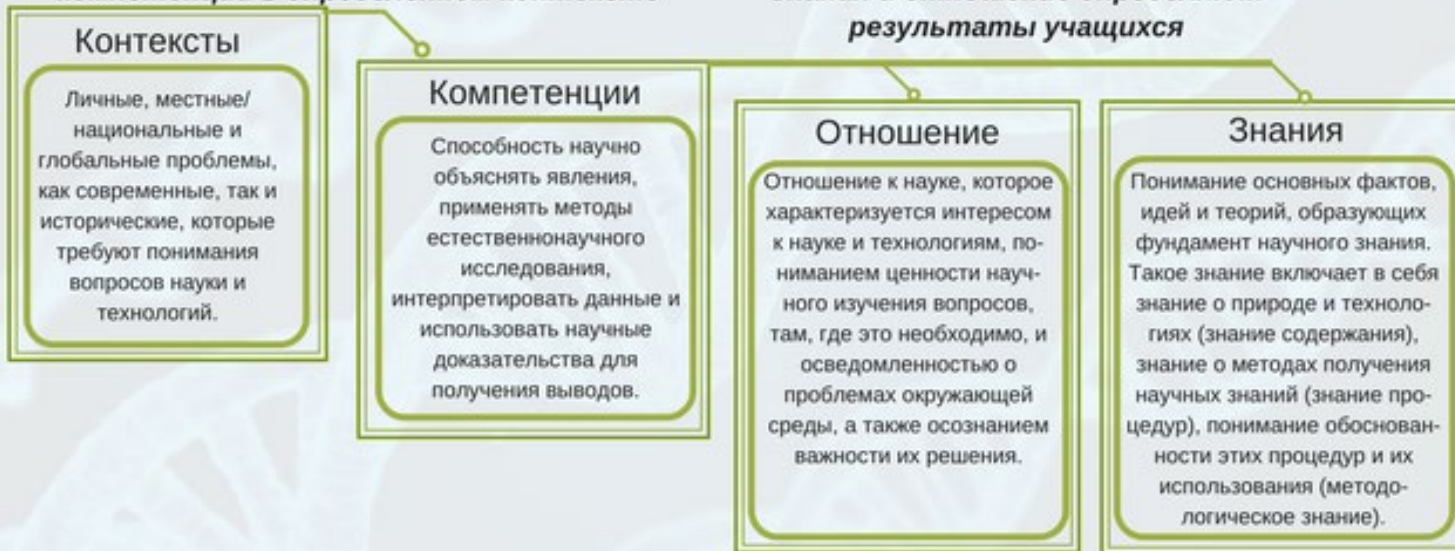 результаты учащихся
Контексты
Личные, местные/
национальные и
глобальные проблемы,
как современные, так и
исторические, которые
требуют понимания
вопросов науки и
технологий.
Компетенции
Способность научно
объяснять явления,
применять методы
естественнонаучного
исследования,
интерпретировать данные и
использовать научные
доказательства для
получения выводов.
Отношение
Отношение к науке, которое
характеризуется интересом
к науке и технологиям, по-
ниманием ценности науч-
ного изучения вопросов,
там, где это необходимо, и
осведомленностью о
проблемах окружающей
среды, а также осознанием
важности их решения.
Знания
Понимание основных фактов,
идей и теорий, образующих
фундамент научного знания.
Такое знание включает в себя
знание о природе и техноло-
гиях (знание содержания),
знание о методах получения
научных знаний (знание про-
цедур), понимание обоснован-
ности этих процедур и их
использования (методо-
логическое знание).